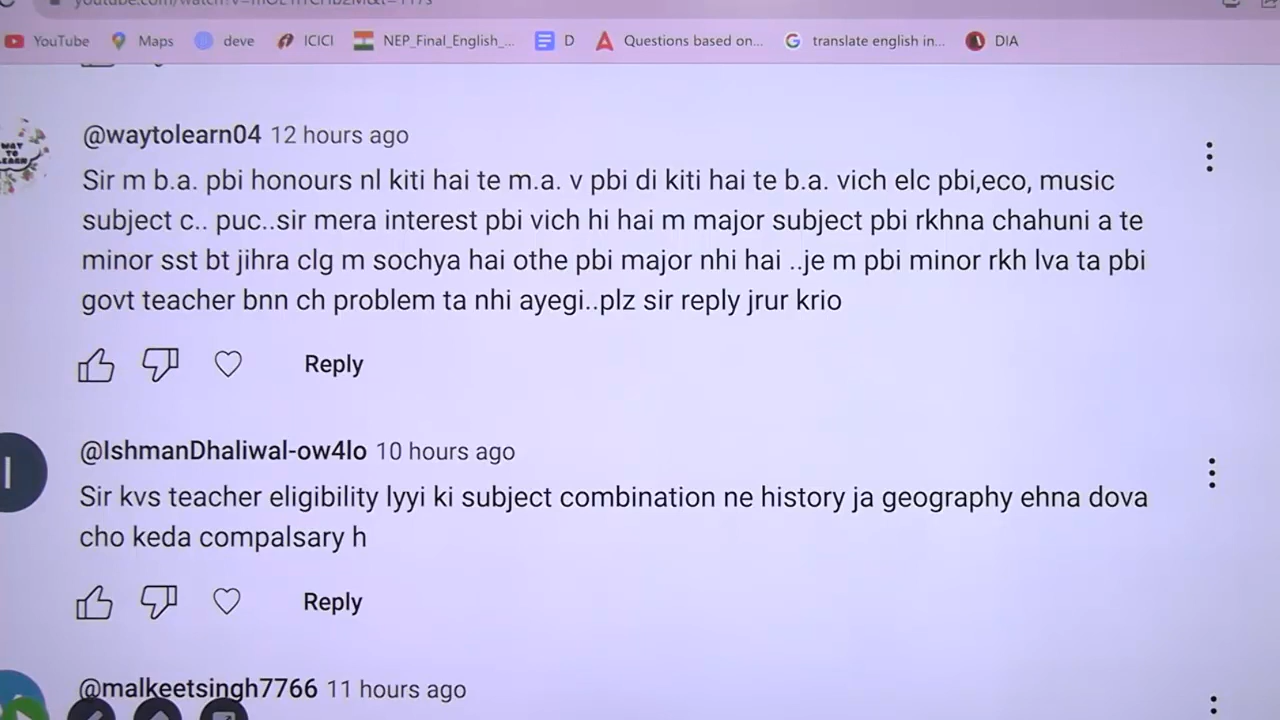 YouTube Maps deve ICICI NEP_Final_English_... D Questions based on... translate english in... DIA
@waytolearn04 12 hours ago
Sir m b.a. pbi honours nl kiti hai te m.a. v pbi di kiti hai te b.a. vich elc pbi,eco, music
subject c.. puc..sir mera interest pbi vich hi hai m major subject pbi rkhna chahuni a te
minor sst bt jihra clg m sochya hai othe pbi major nhi hai ..je m pbi minor rkh lva ta pbi
govt teacher bnn ch problem ta nhi ayegi..plz sir reply jrur krio
Reply
I
@IshmanDhaliwal-ow4lo 10 hours ago
Sir kvs teacher eligibility lyyi ki subject combination ne history ja geography ehna dova
cho keda compalsary h
Reply
@malkeetsingh7766 11 hours ago